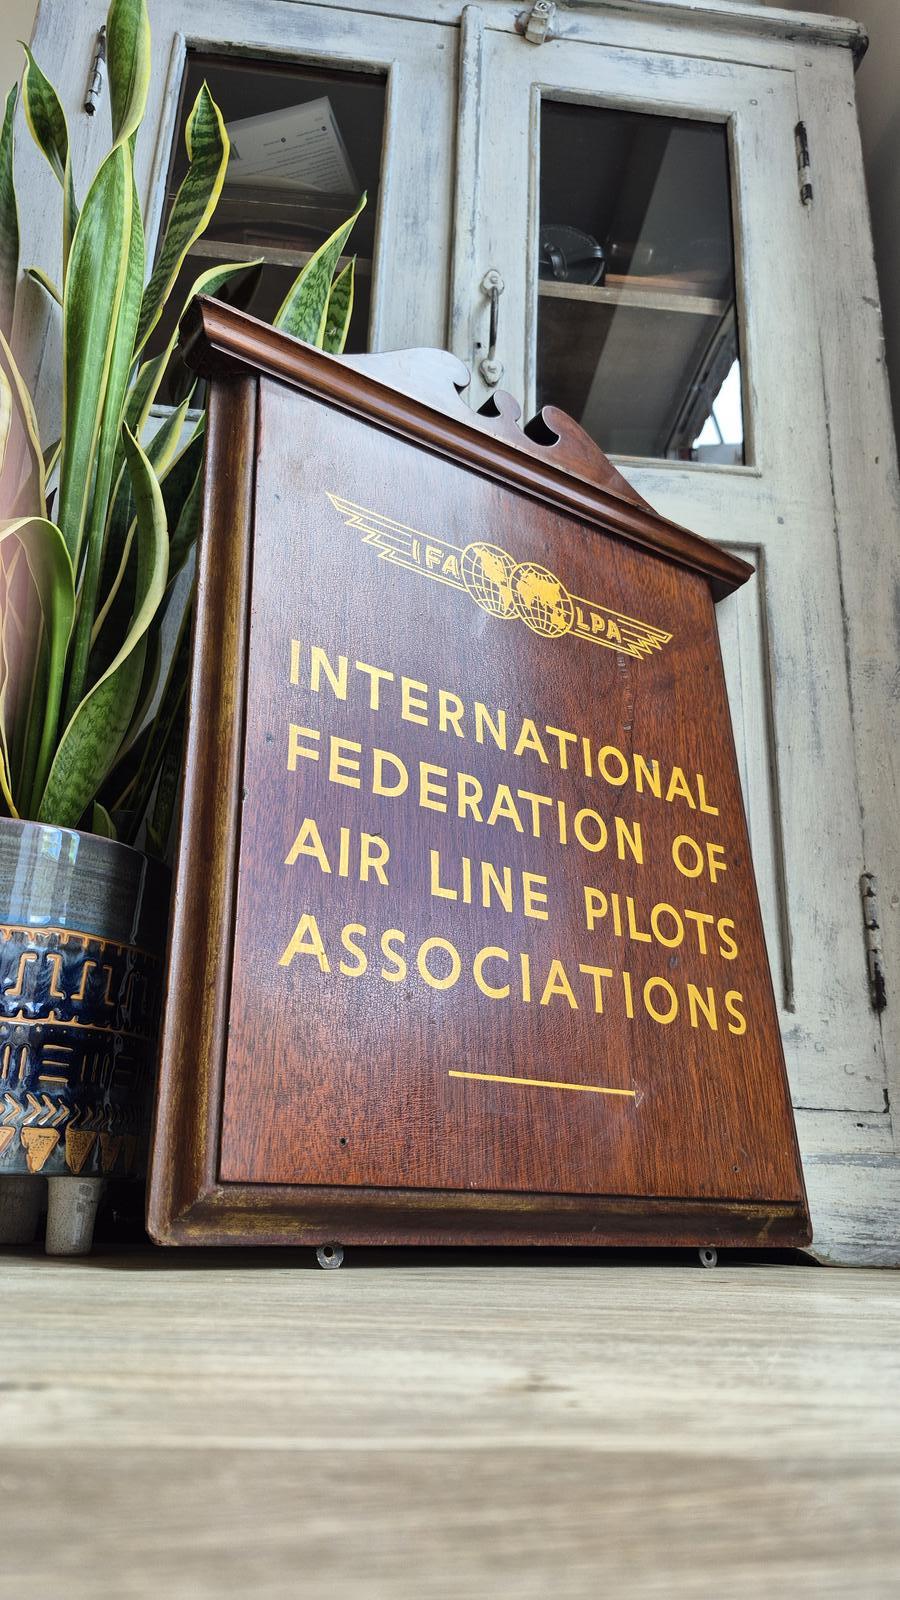 IFA LPA
INTERNATIONAL
FEDERATION OF
AIR LINE PILOTS
ASSOCIATIONS